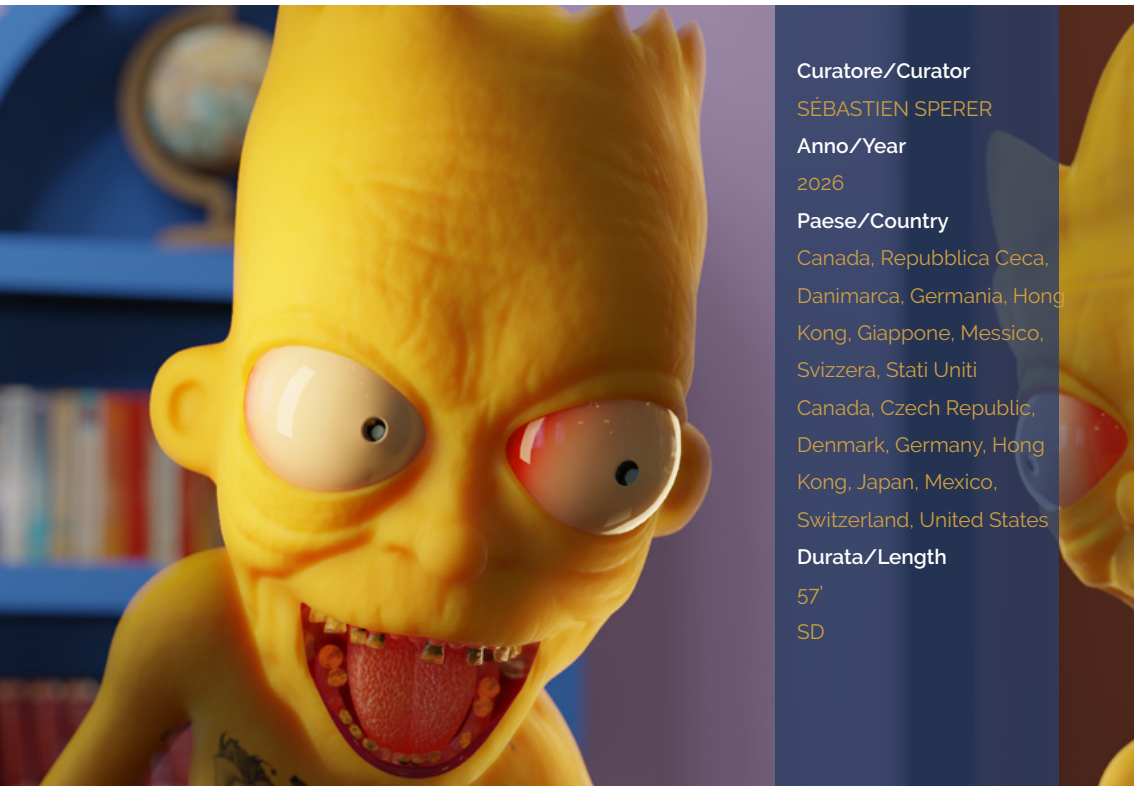 Curatore/Curator
SÉBASTIEN SPERER
Anno/Year
2026
Paese/Country
Canada, Repubblica Ceca,
Danimarca, Germania, Hong
Kong, Giappone, Messico,
Svizzera, Stati Uniti
Canada, Czech Republic,
Denmark, Germany, Hong
Kong, Japan, Mexico,
Switzerland, United States
Durata/Length
57’
SD